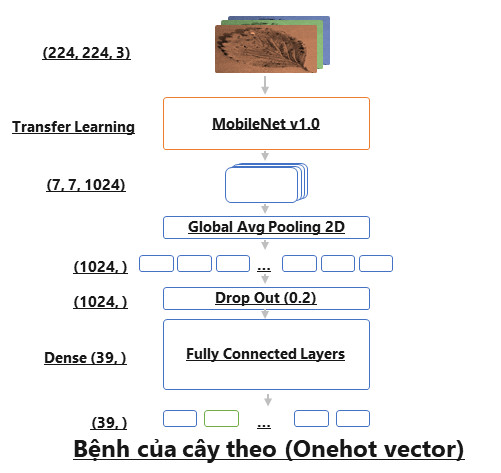 (224, 224, 3)
Transfer Learning
MobileNet v1.0
(7, 7, 1024)
Global Avg Pooling 2D
(1024, )
...
(1024, )
Drop Out (0.2)
Dense (39, )
Fully Connected Layers
(39, )
...
Bệnh của cây theo (Onehot vector)